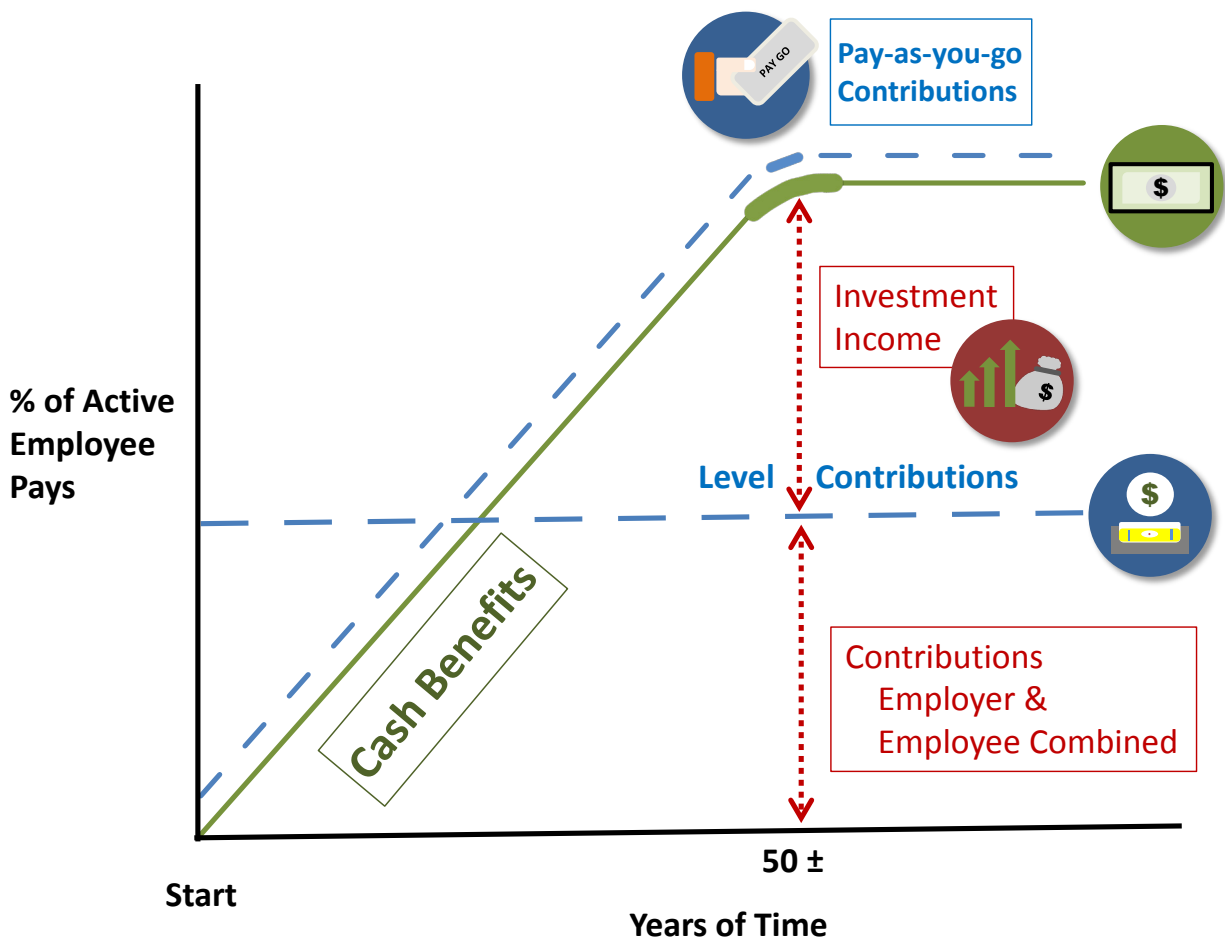 PAY GO
Pay-as-you-go
Contributions
$
Investment
Income
$
% of Active
Employee
Pays
Level Contributions
$
Cash Benefits
Contributions
Employer &
Employee Combined
50 ±
Start
Years of Time